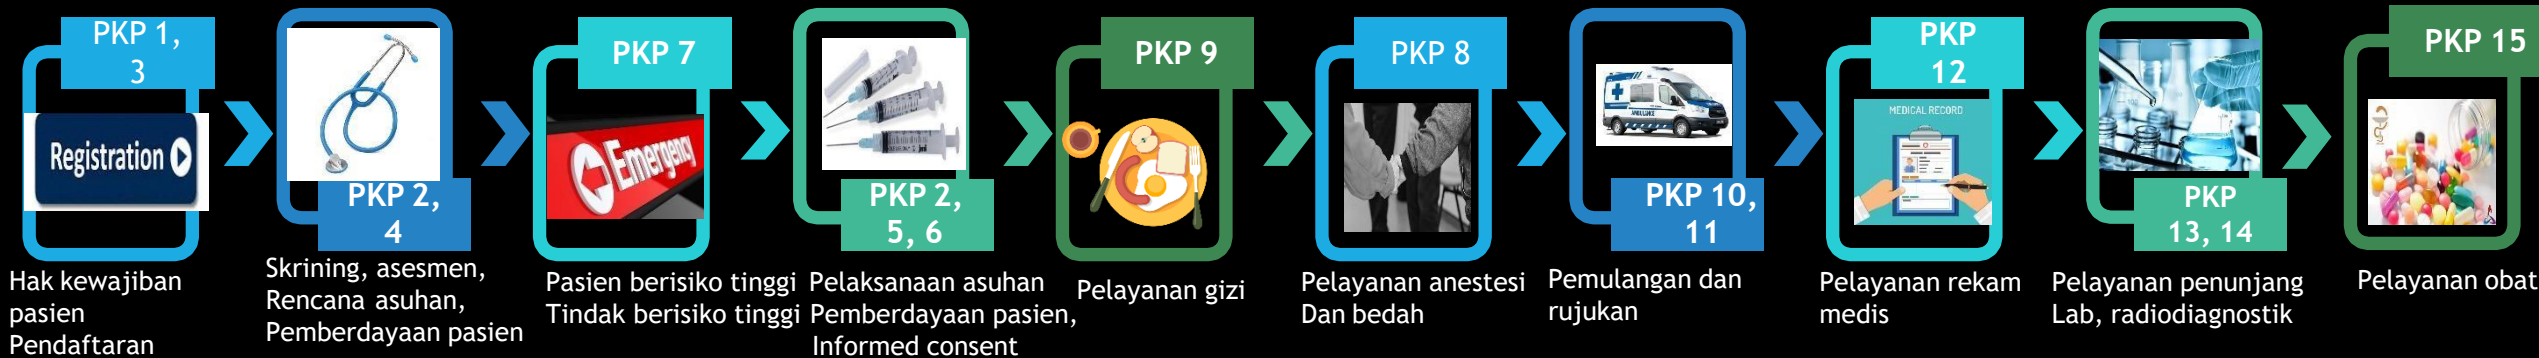 PKP 1,
3
Registration
Hak kewajiban
pasien
Pendaftaran
PKP 2,
4
Skrining, asesmen,
Rencana asuhan,
Pemberdayaan pasien
PKP 7
Emergency
Pasien berisiko tinggi
Tindak berisiko tinggi
PKP 2,
5, 6
Pelaksanaan asuhan
Pemberdayaan pasien,
Informed consent
PKP 9
Pelayanan gizi
PKP 8
Pelayanan anestesi
Dan bedah
AMBULANCE
PKP 10,
11
Pemulangan dan
rujukan
PKP
12
MEDICAL RECORD
Pelayanan rekam
medis
PKP
13, 14
Pelayanan penunjang
Lab, radiodiagnostik
PKP 15
Pelayanan obat